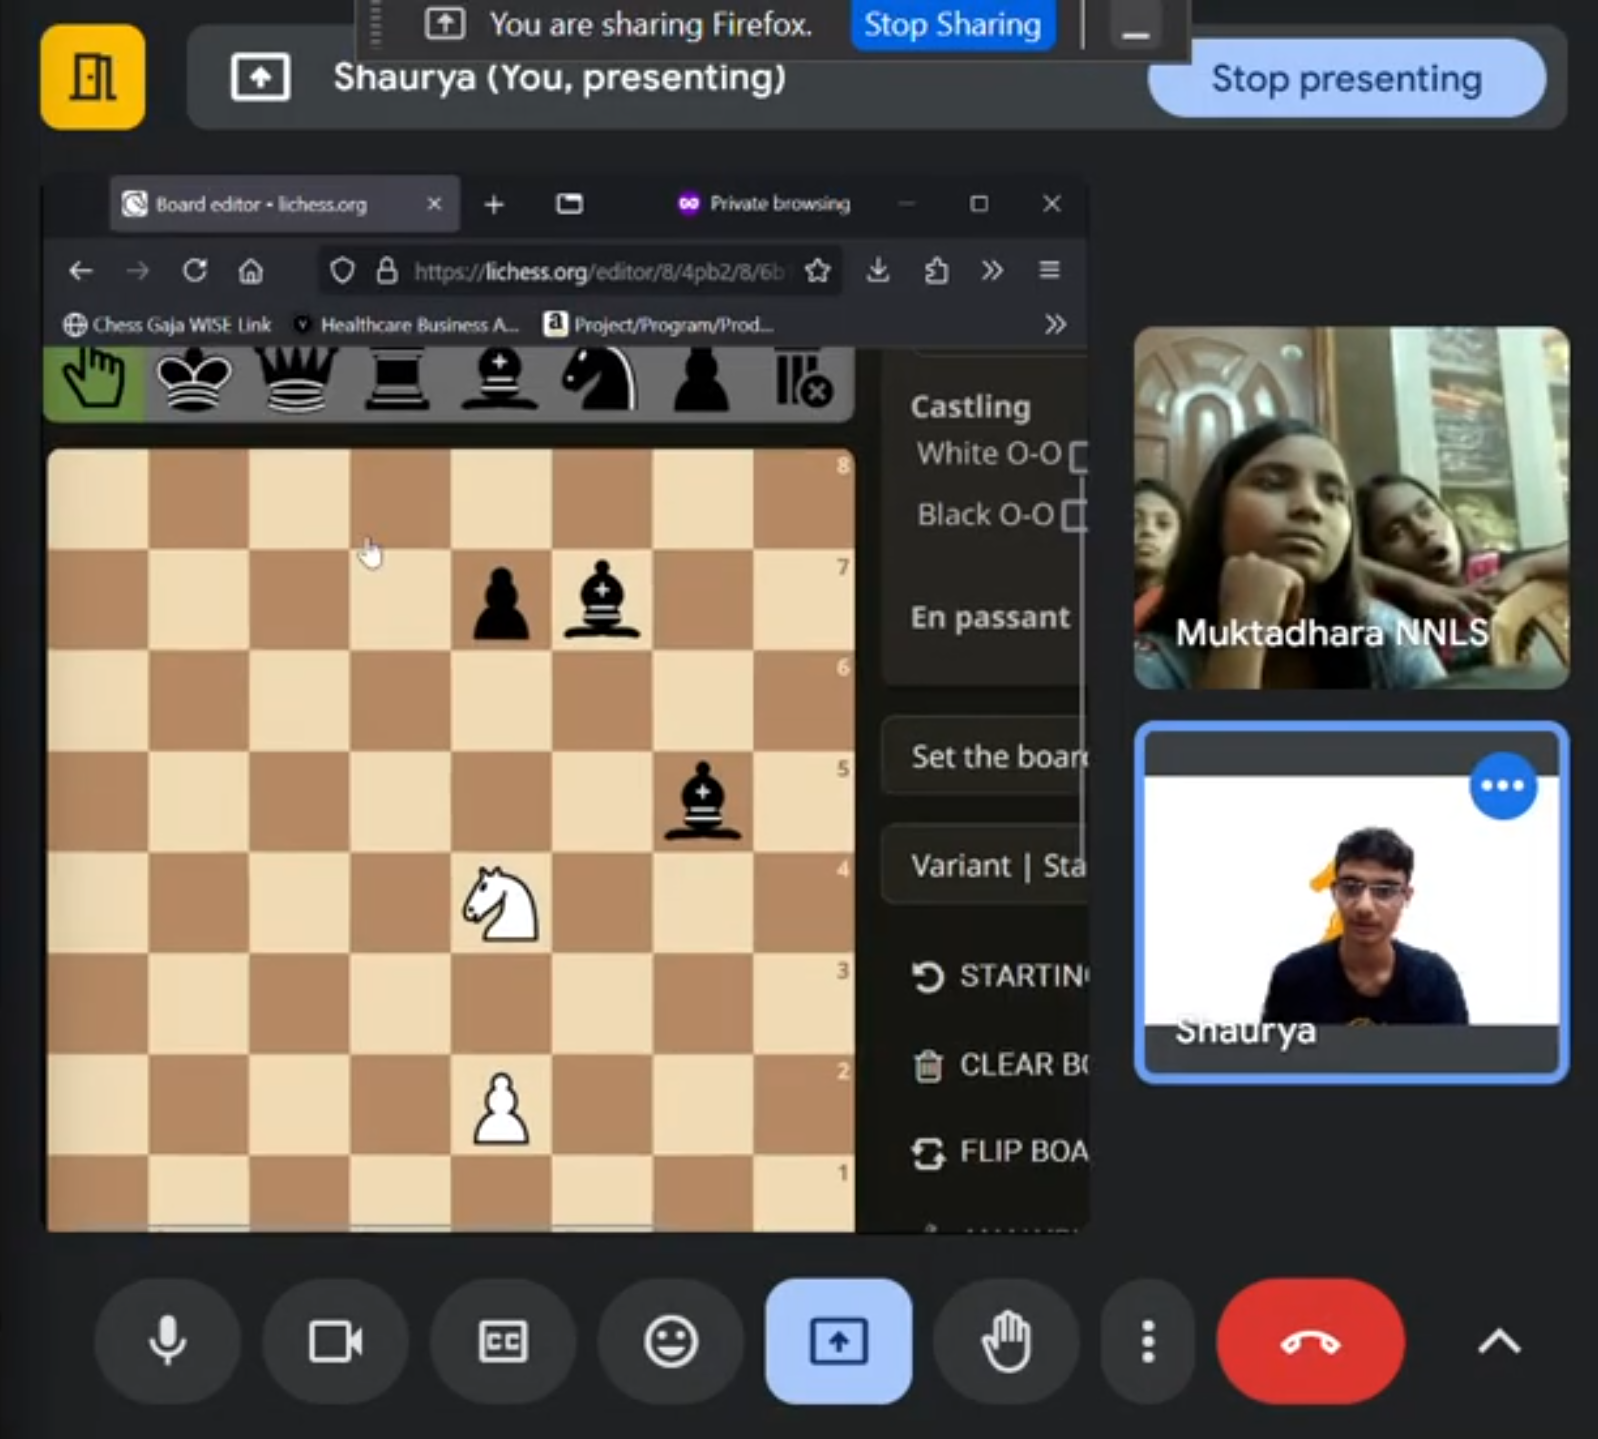 You are sharing Firefox.
Stop Sharing
Shaurya (You, presenting)
Stop presenting
Board editor • lichess.org
Private browsing
https://lichess.org/editor/8/4pb2/8/6b
Chess Gaja WISE Link
Healthcare Business A...
Project/Program/Prod...
Castling
White O-O
Black O-O
En passant
Set the board
Variant | Sta
STARTIN
CLEAR BO
FLIP BOA
8
7
6
5
4
3
2
1
Muktadhara NNLS
Shaurya
CC